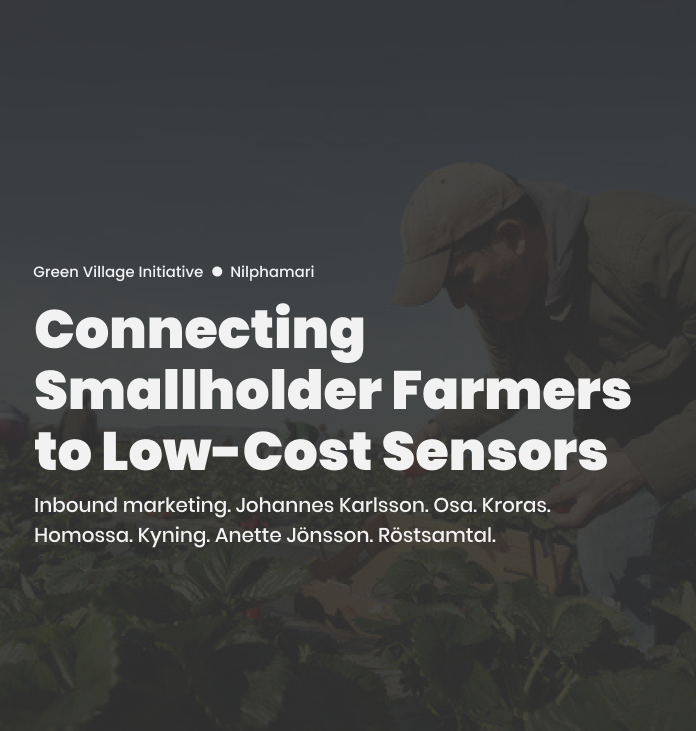 Green Village Initiative ● Nilphamari
Connecting
Smallholder Farmers
to Low-Cost Sensors
Inbound marketing. Johannes Karlsson. Osa. Kroras.
Homossa. Kyning. Anette Jönsson. Röstsamtal.